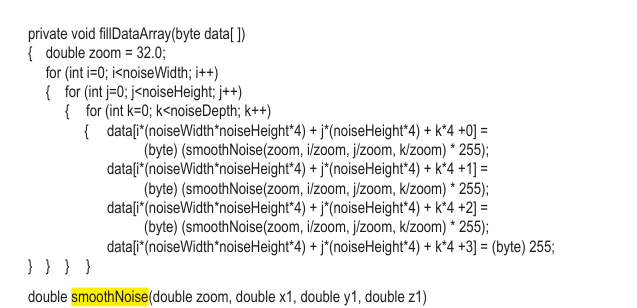 private void fillDataArray(byte data[ ])
{ double zoom = 32.0;
for (int i=0; i<noiseWidth; i++)
{ for (int j=0; j<noiseHeight; j++)
{ for (int k=0; k<noiseDepth; k++)
{ data[i*(noiseWidth*noiseHeight*4) + j*(noiseHeight*4) + k*4 +0] =
(byte) (smoothNoise(zoom, i/zoom, j/zoom, k/zoom) * 255);
data[i*(noiseWidth*noiseHeight*4) + j*(noiseHeight*4) + k*4 +1] =
(byte) (smoothNoise(zoom, i/zoom, j/zoom, k/zoom) * 255);
data[i*(noiseWidth*noiseHeight*4) + j*(noiseHeight*4) + k*4 +2] =
(byte) (smoothNoise(zoom, i/zoom, j/zoom, k/zoom) * 255);
data[i*(noiseWidth*noiseHeight*4) + j*(noiseHeight*4) + k*4 +3] = (byte) 255;
} } } }
double smoothNoise(double zoom, double x1, double y1, double z1)